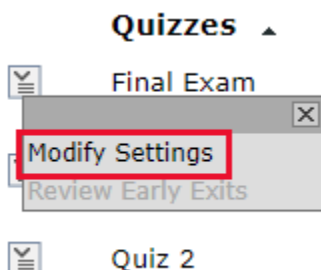 Quizzes ▲
Final Exam
Modify Settings
Review Early Exits
Quiz 2